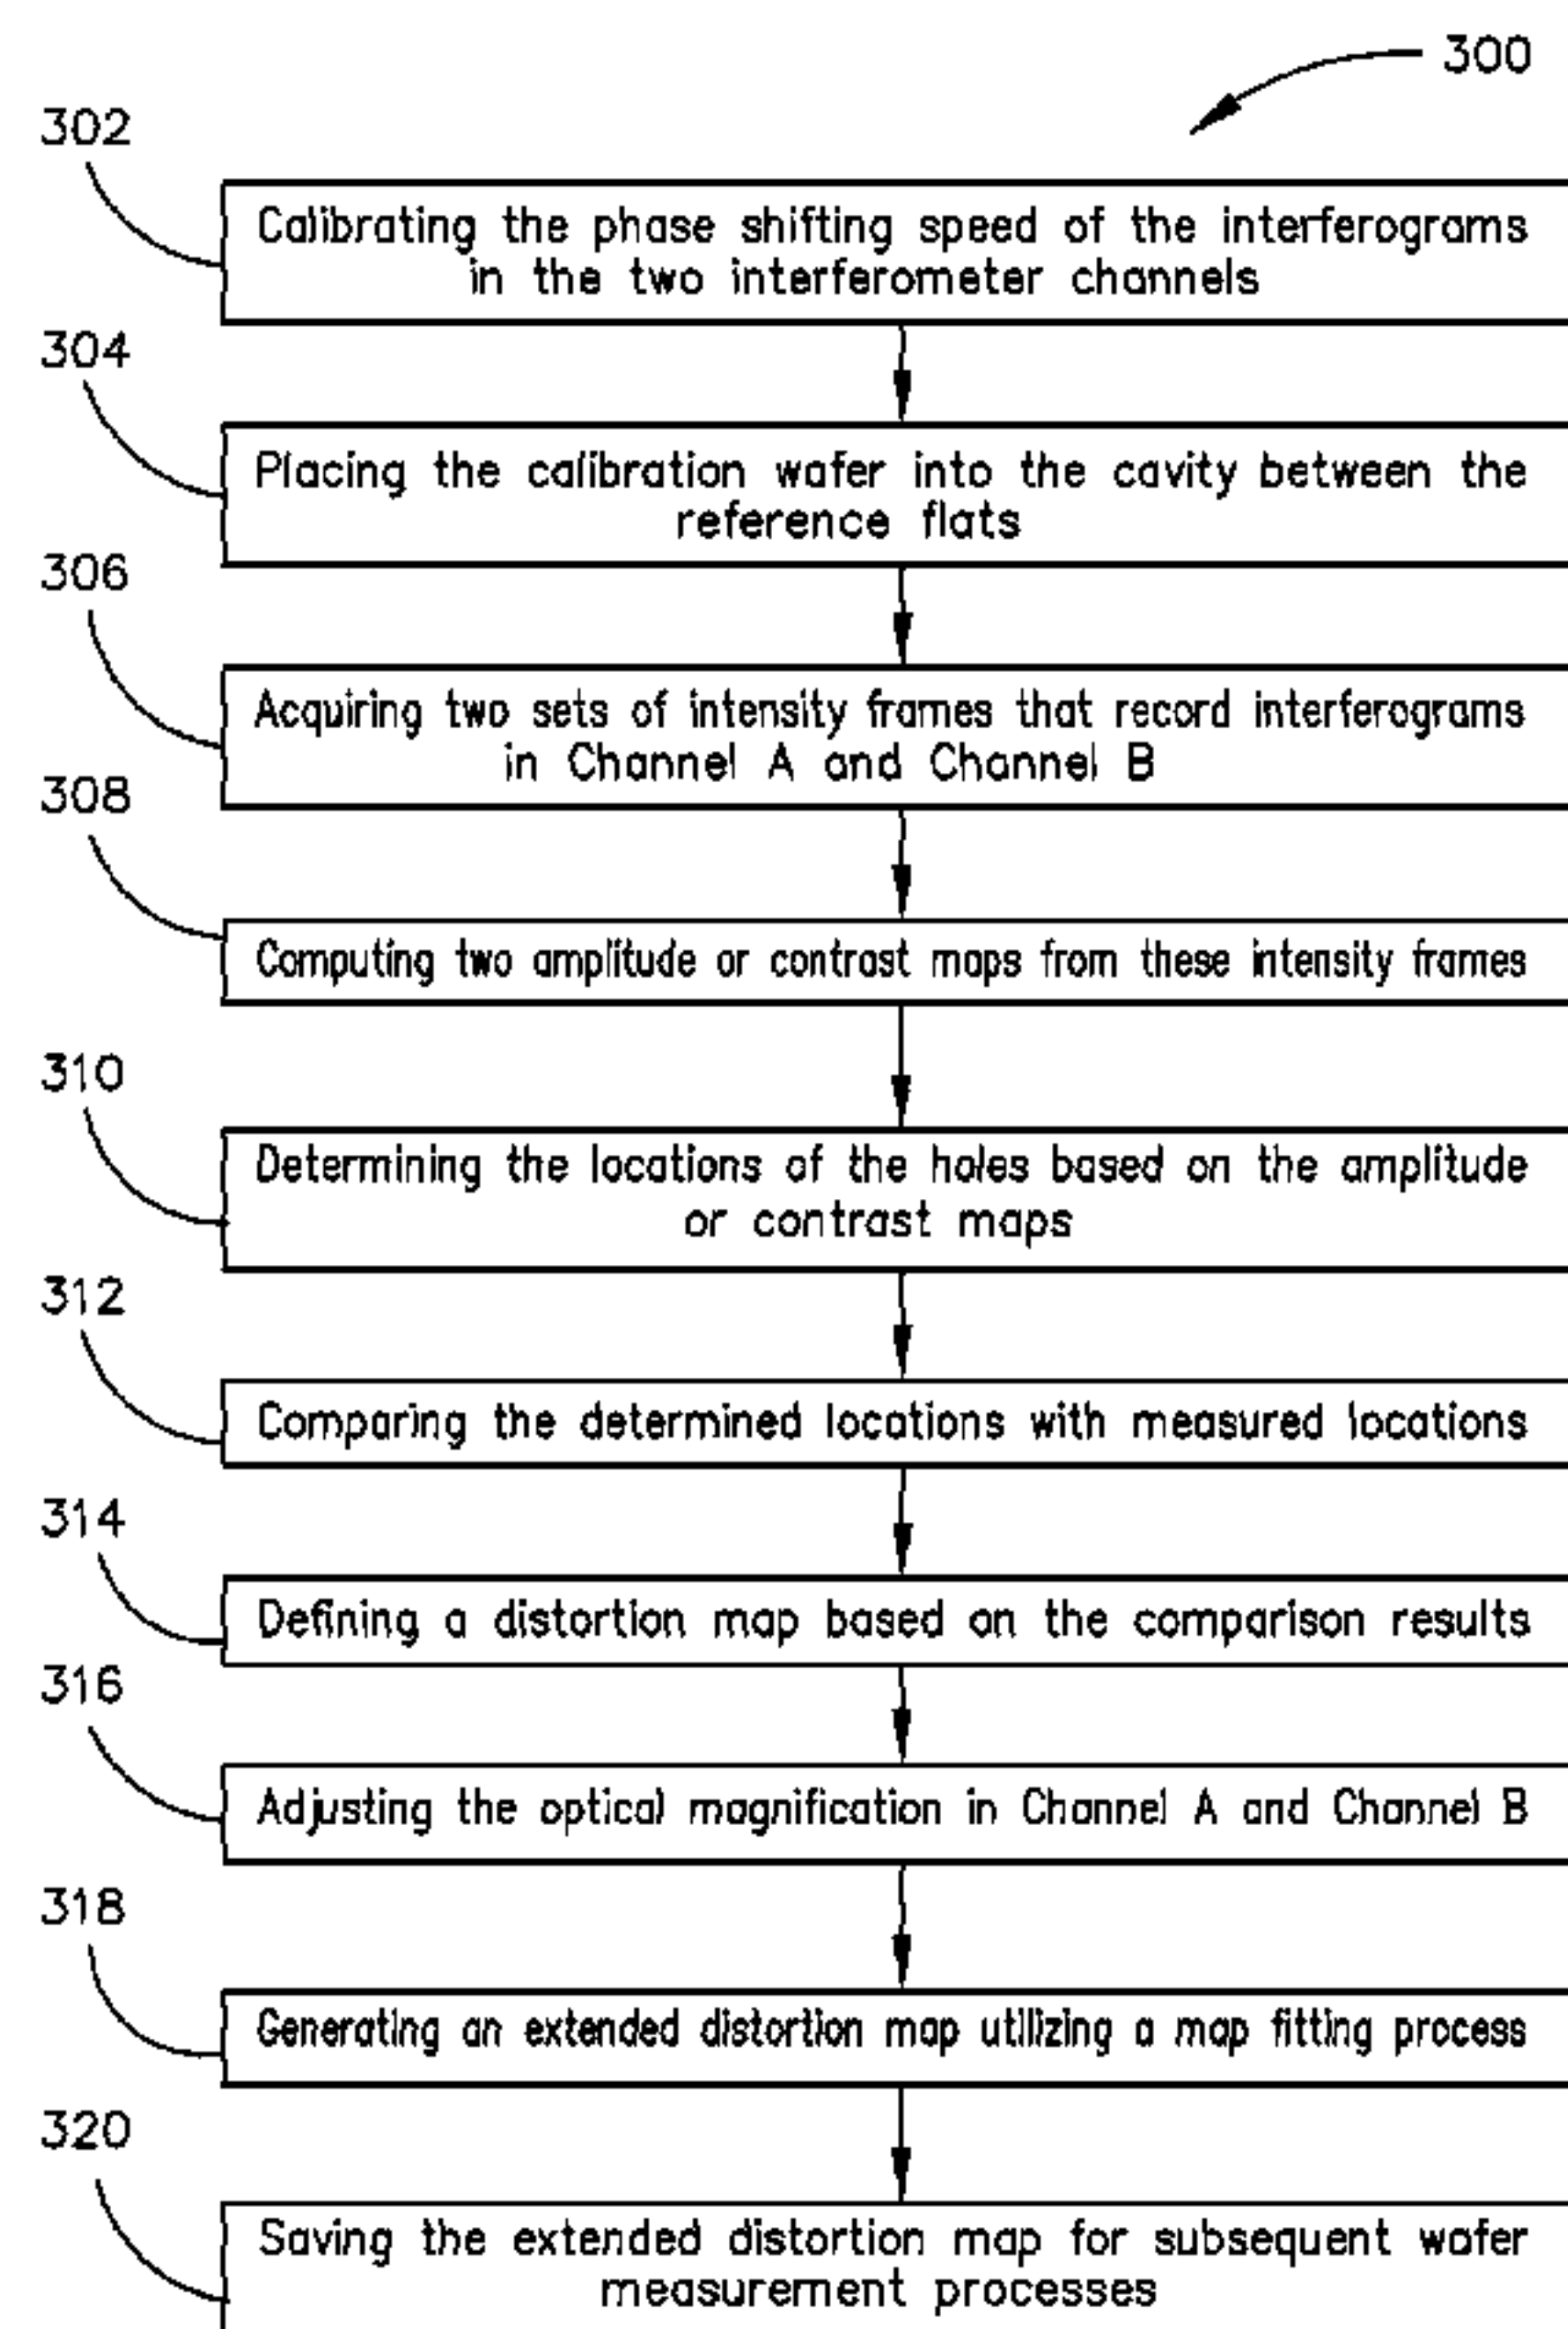 300
302
Calibrating the phase shifting speed of the interferograms
in the two interferometer channels
304
Placing the calibration wafer into the cavity between the
reference flats
306
Acquiring two sets of intensity frames that record interferograms
in Channel A and Channel B
308
Computing two amplitude or contrast maps from these intensity frames
310
Determining the locations of the holes based on the amplitude
or contrast maps
312
Comparing the determined locations with measured locations
314
Defining a distortion map based on the comparison results
316
Adjusting the optical magnification in Channel A and Channel B
318
Generating an extended distortion map utilizing a map fitting process
320
Saving the extended distortion map for subsequent wafer
measurement processes